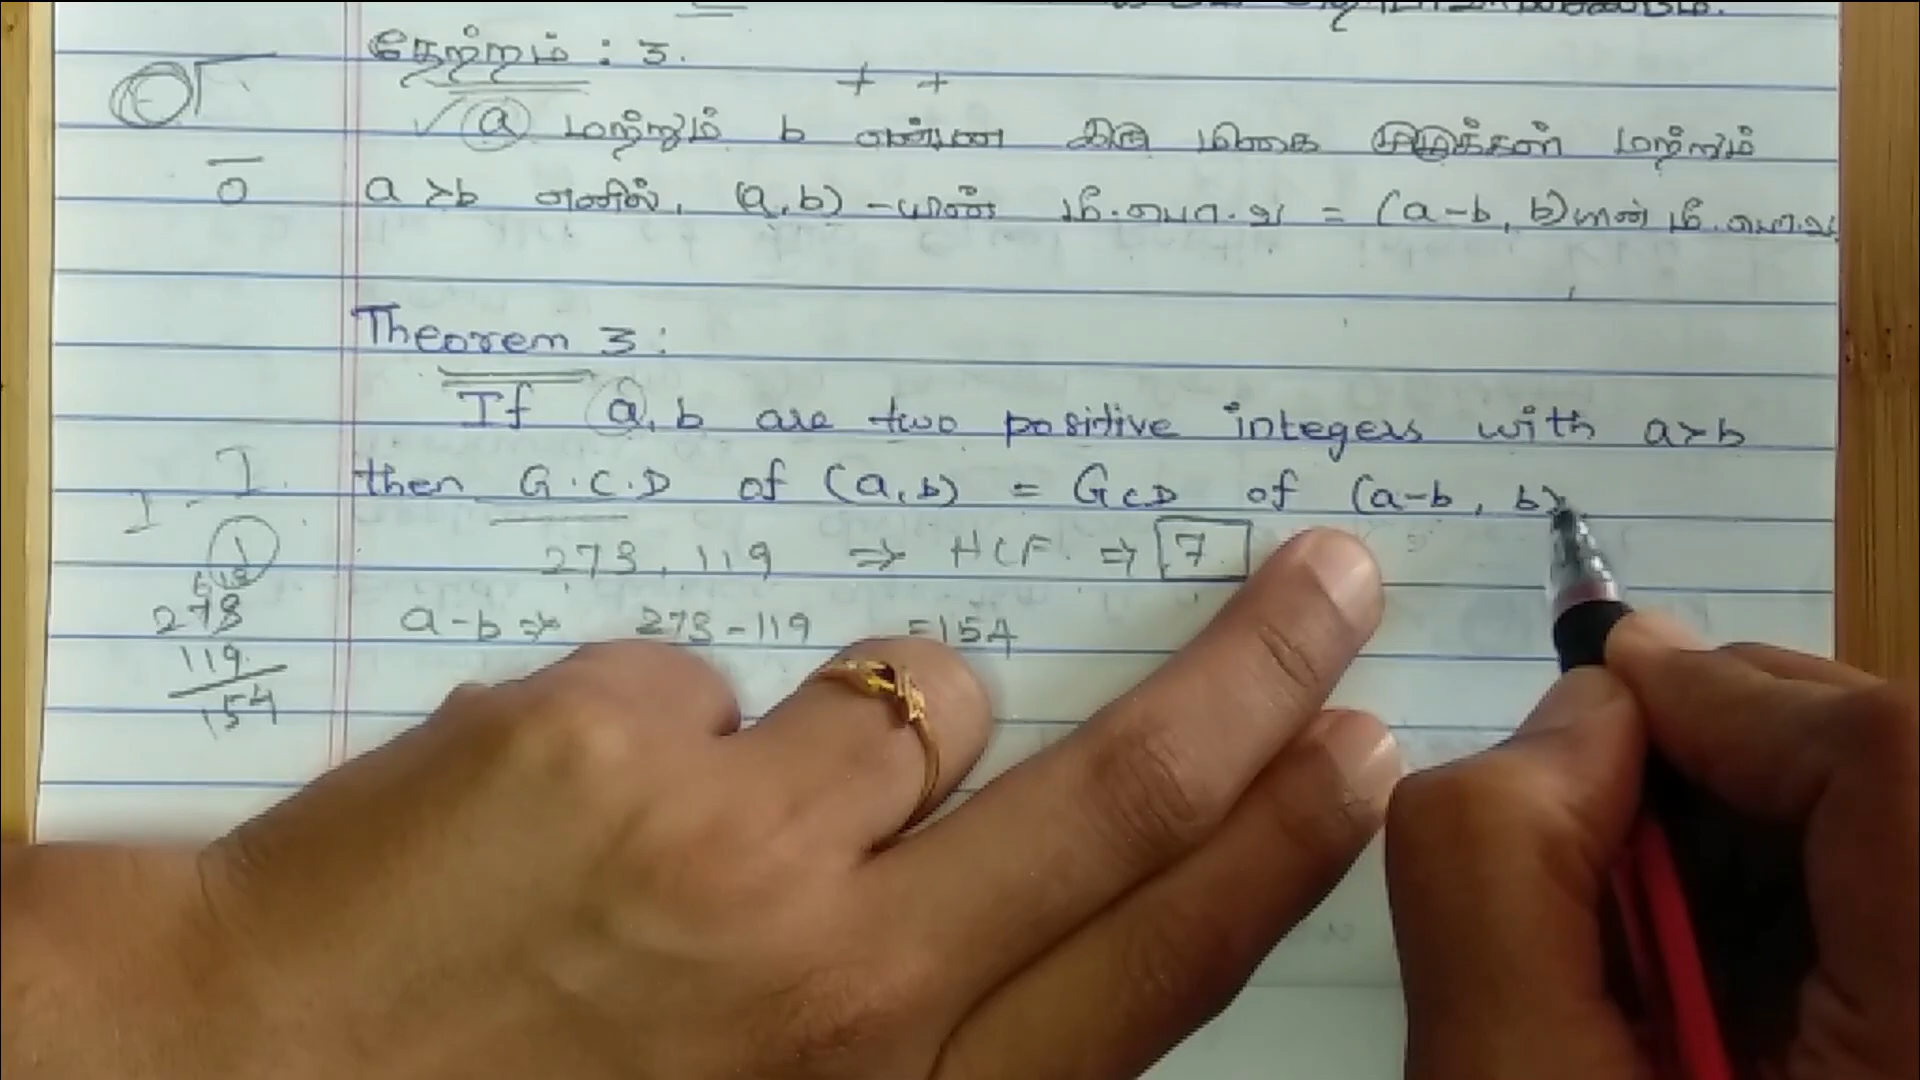 தேற்றம் : 3.
+ +
a மற்றும் b என்பன இரு மிகை முழுக்கள் மற்றும்
0
a>b எனில், (a,b) -யின் மீ.பொ.வ = (a-b, b)யின் மீ.பொ.வ
Theorem 3:
If a, b are two positive integers with a>b
then G.C.D of (a,b) = GCD of (a-b, b)
273, 119 ⇒ HCF. ⇒ 7
a-b ⇒ 273-119 =154
273
119
154